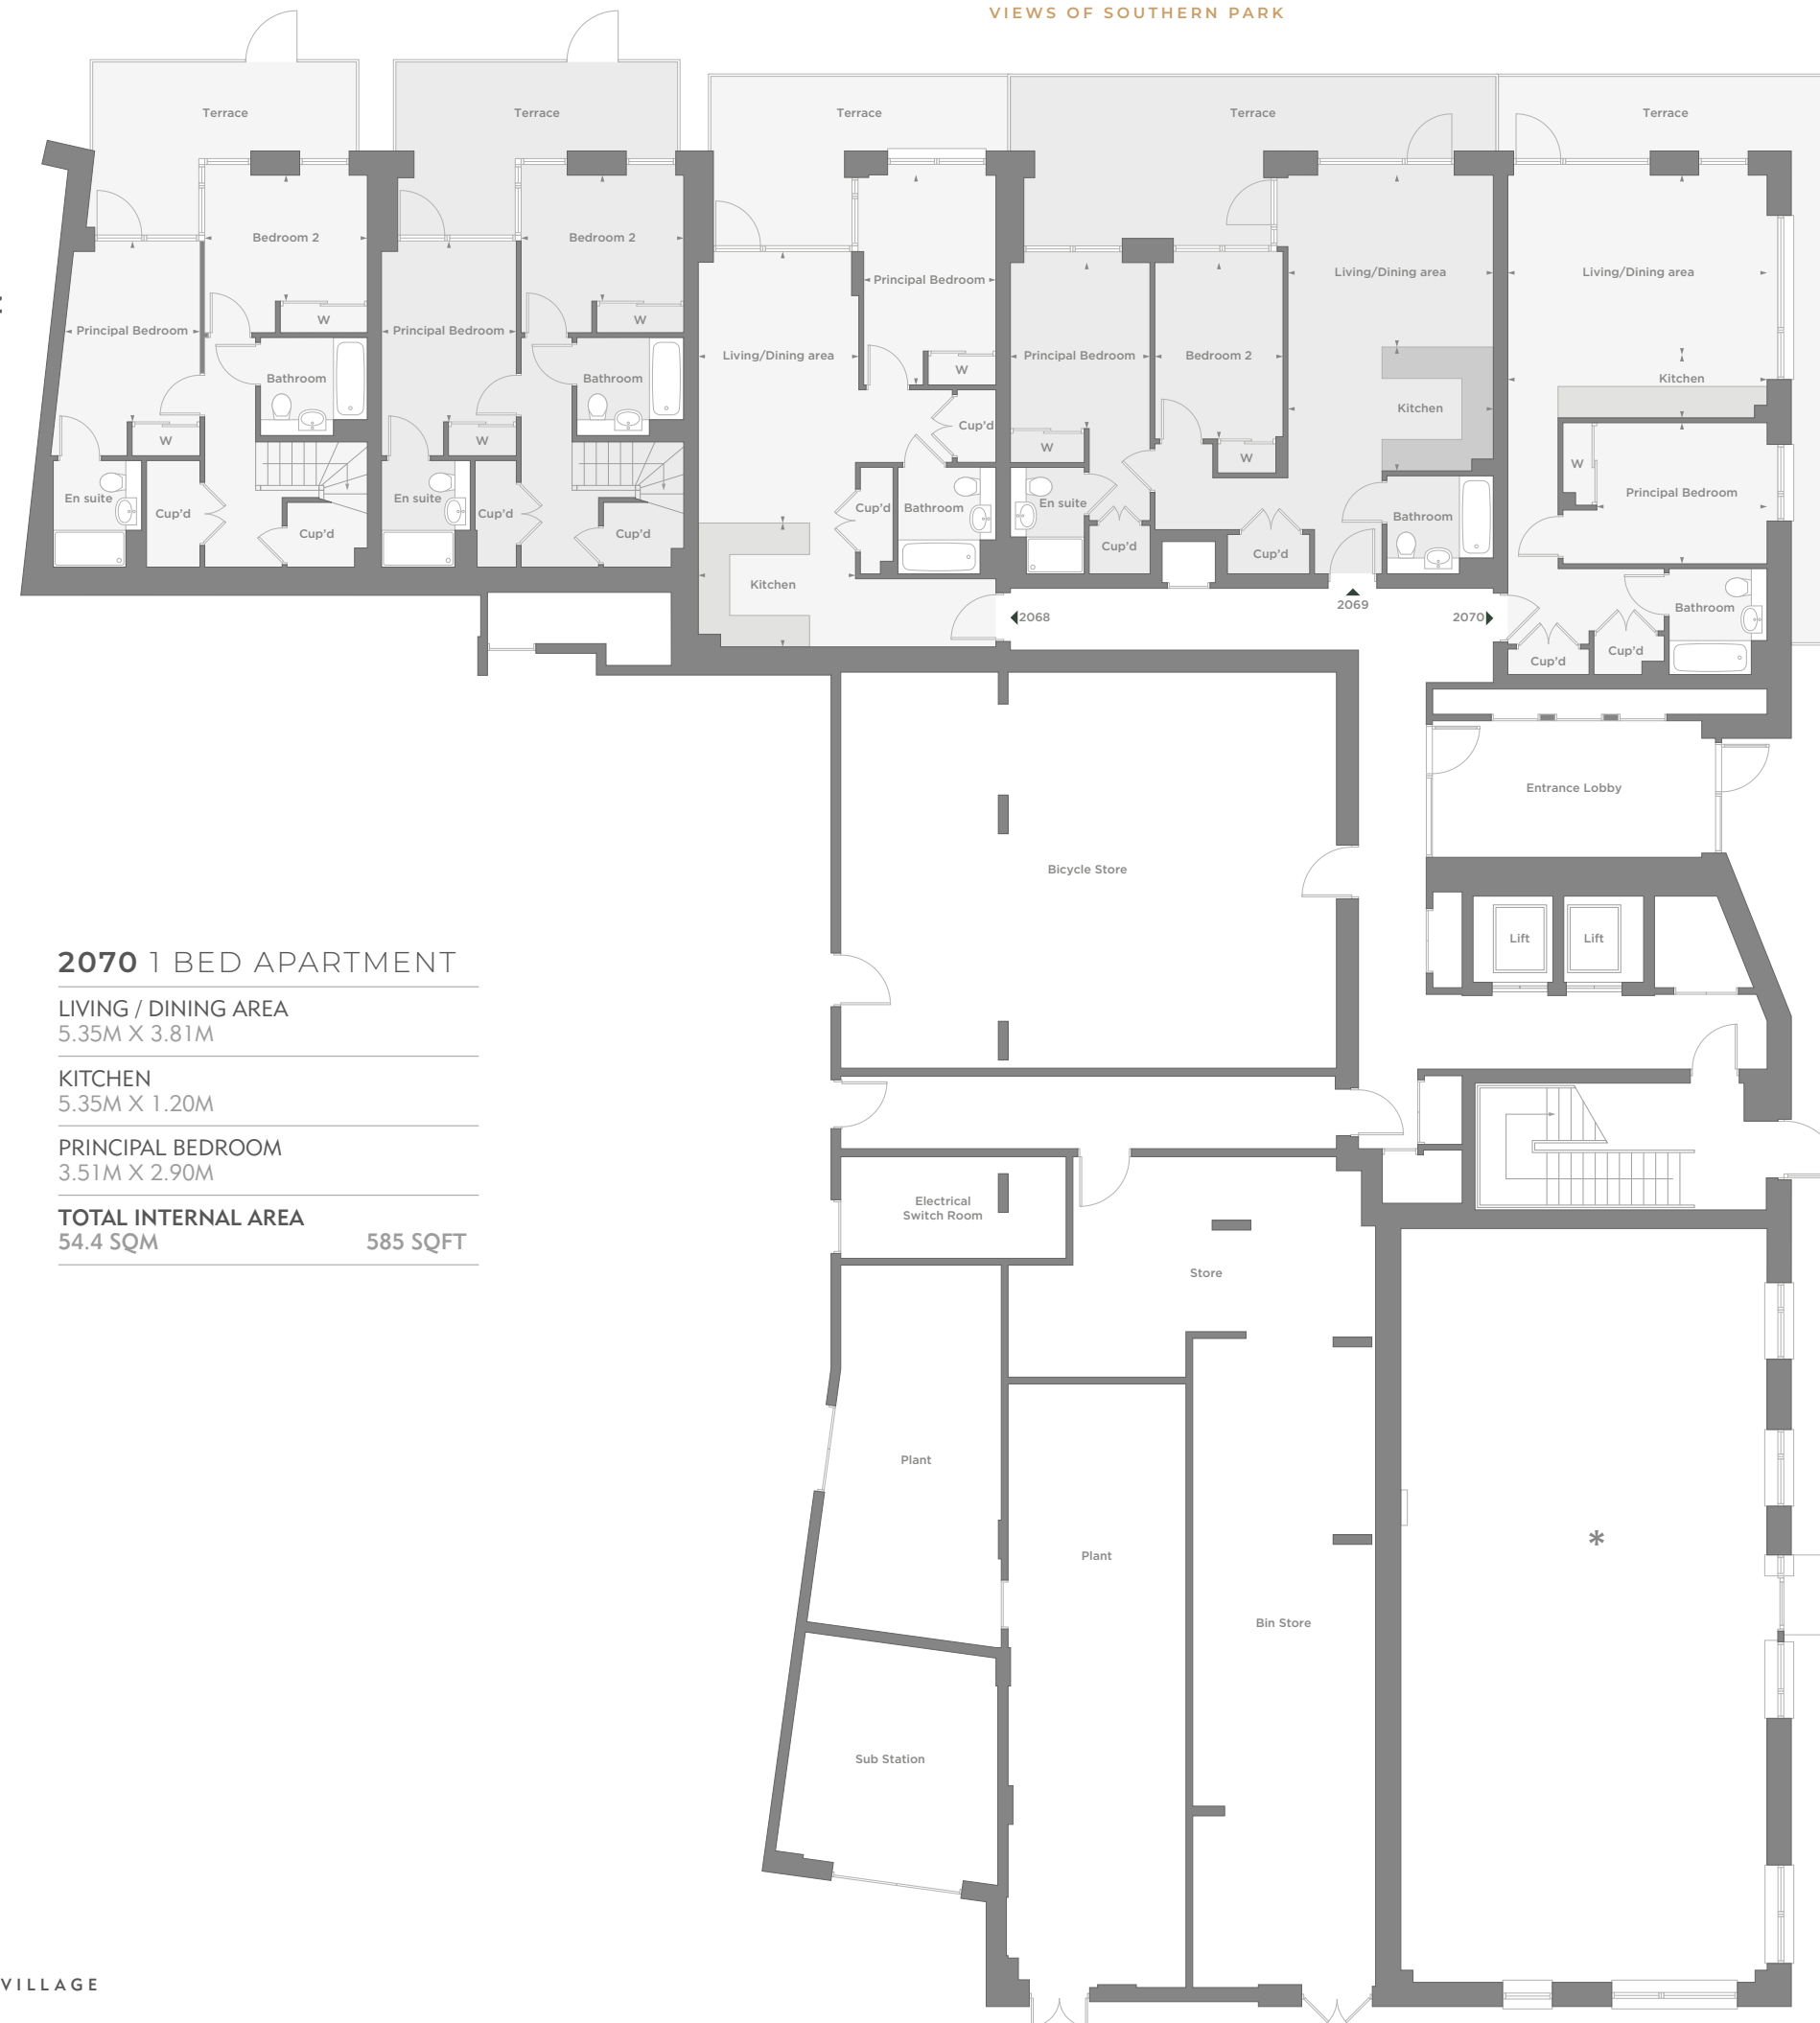 VIEWS OF SOUTHERN PARK
Terrace
Terrace
Terrace
Terrace
Terrace
Bedroom 2
Bedroom 2
Principal Bedroom
Living/Dining area
Living/Dining area
W
W
Principal Bedroom
Principal Bedroom
Living/Dining area
Principal Bedroom
Bedroom 2
W
Bathroom
Bathroom
Kitchen
Kitchen
Cup'd
W
W
W
W
W
En suite
Cup'd
En suite
Cup'd
Cup'd
Bathroom
En suite
Principal Bedroom
Bathroom
Cup'd
Cup'd
Cup'd
Cup'd
Kitchen
2068
2069
2070
Bathroom
Cup'd
Cup'd
Entrance Lobby
Bicycle Store
Lift
Lift
2070 1 BED APARTMENT
LIVING / DINING AREA
5.35M X 3.81M
KITCHEN
5.35M X 1.20M
PRINCIPAL BEDROOM
3.51M X 2.90M
TOTAL INTERNAL AREA
54.4 SQM 585 SQFT
Electrical
Switch Room
Store
Plant
Plant
*
Bin Store
Sub Station
VILLAGE